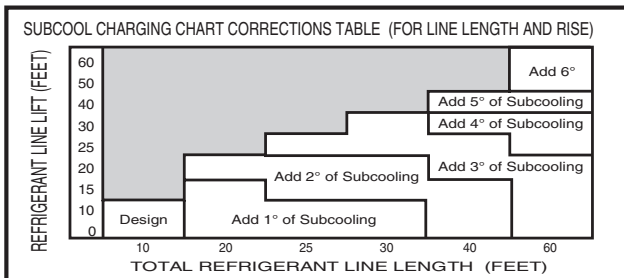 SUBCOOL CHARGING CHART CORRECTIONS TABLE (FOR LINE LENGTH AND RISE)
REFRIGERANT LINE LIFT (FEET)
60
50
40
30
25
20
15
10
0
Add 6°
Add 5° of Subcooling
Add 4° of Subcooling
Add 3° of Subcooling
Add 2° of Subcooling
Design
Add 1° of Subcooling
10 20 25 30 40 60
TOTAL REFRIGERANT LINE LENGTH (FEET)